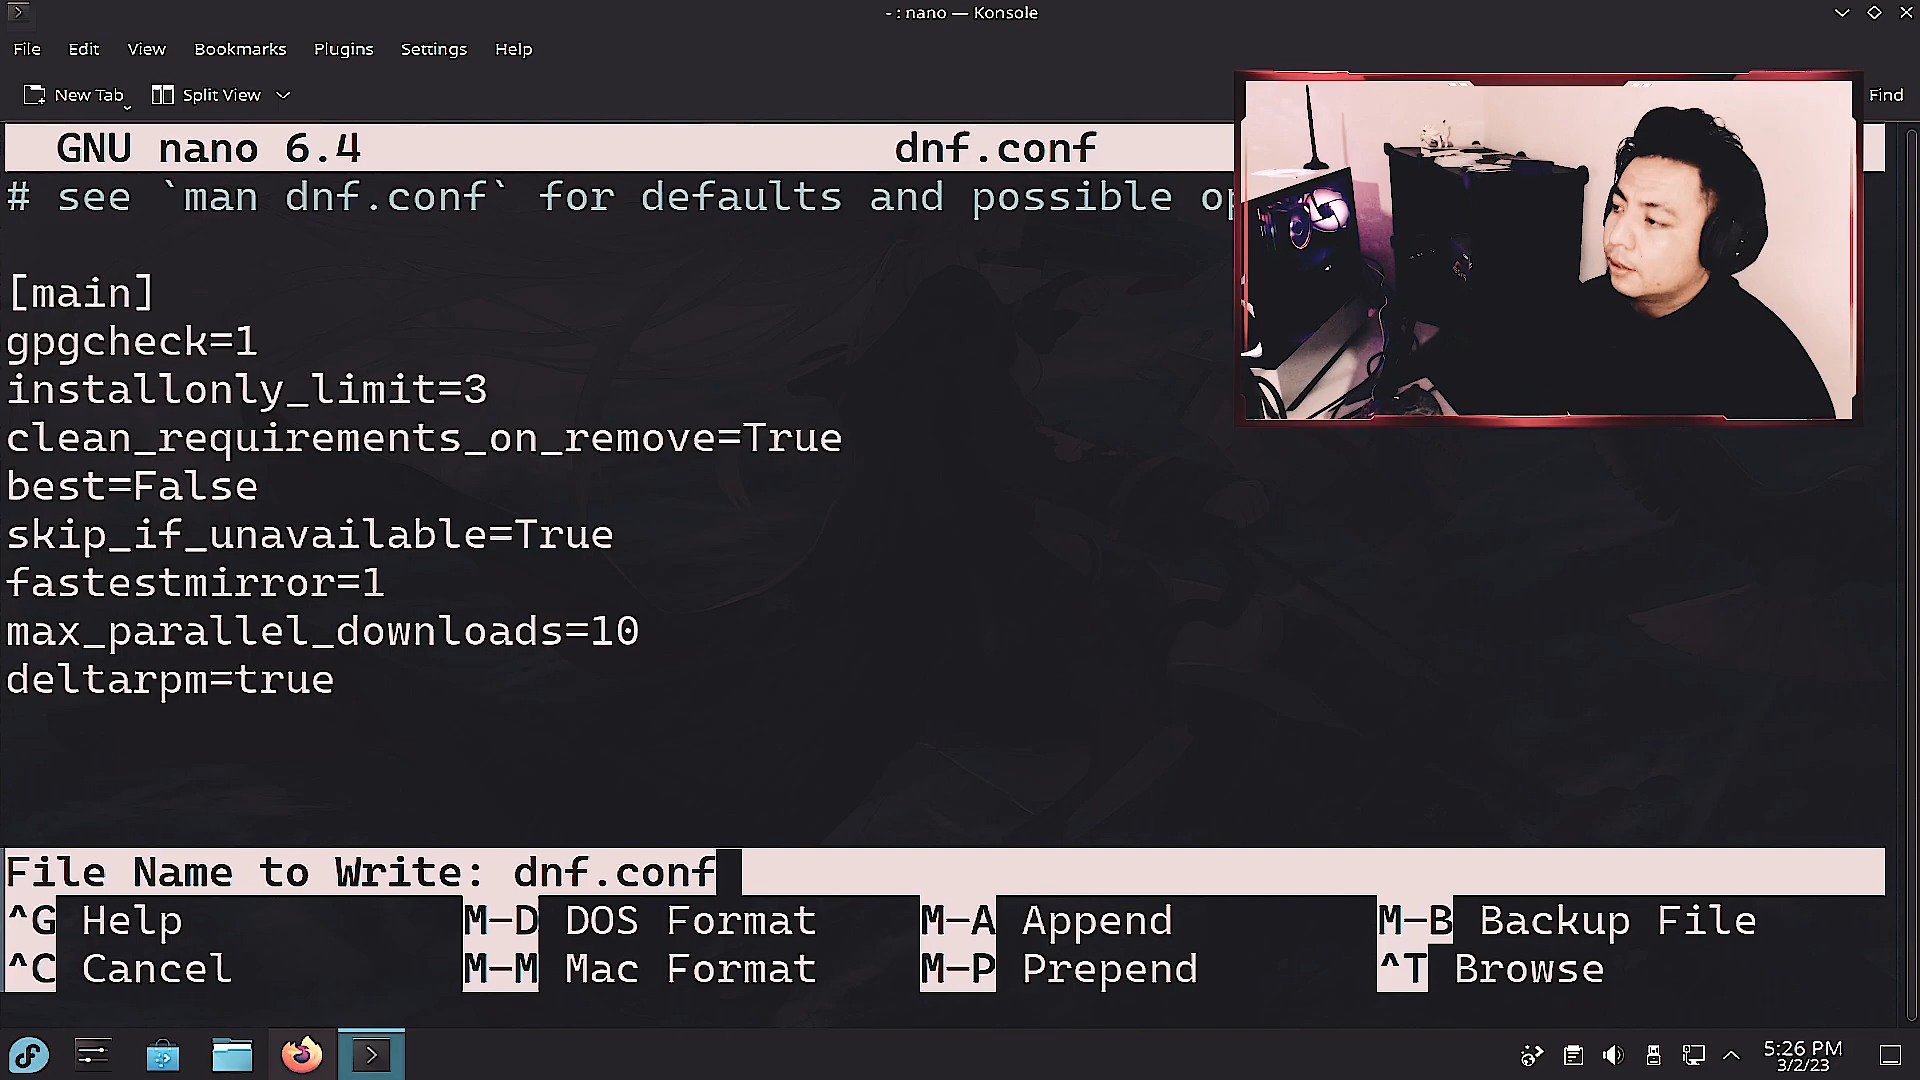 - : nano — Konsole
File Edit View Bookmarks Plugins Settings Help
New Tab Split View Find
GNU nano 6.4 dnf.conf
# see `man dnf.conf` for defaults and possible op
[main]
gpgcheck=1
installonly_limit=3
clean_requirements_on_remove=True
best=False
skip_if_unavailable=True
fastestmirror=1
max_parallel_downloads=10
deltarpm=true
File Name to Write: dnf.conf
^G Help M-D DOS Format M-A Append M-B Backup File
^C Cancel M-M Mac Format M-P Prepend ^T Browse
5:26 PM
3/2/23